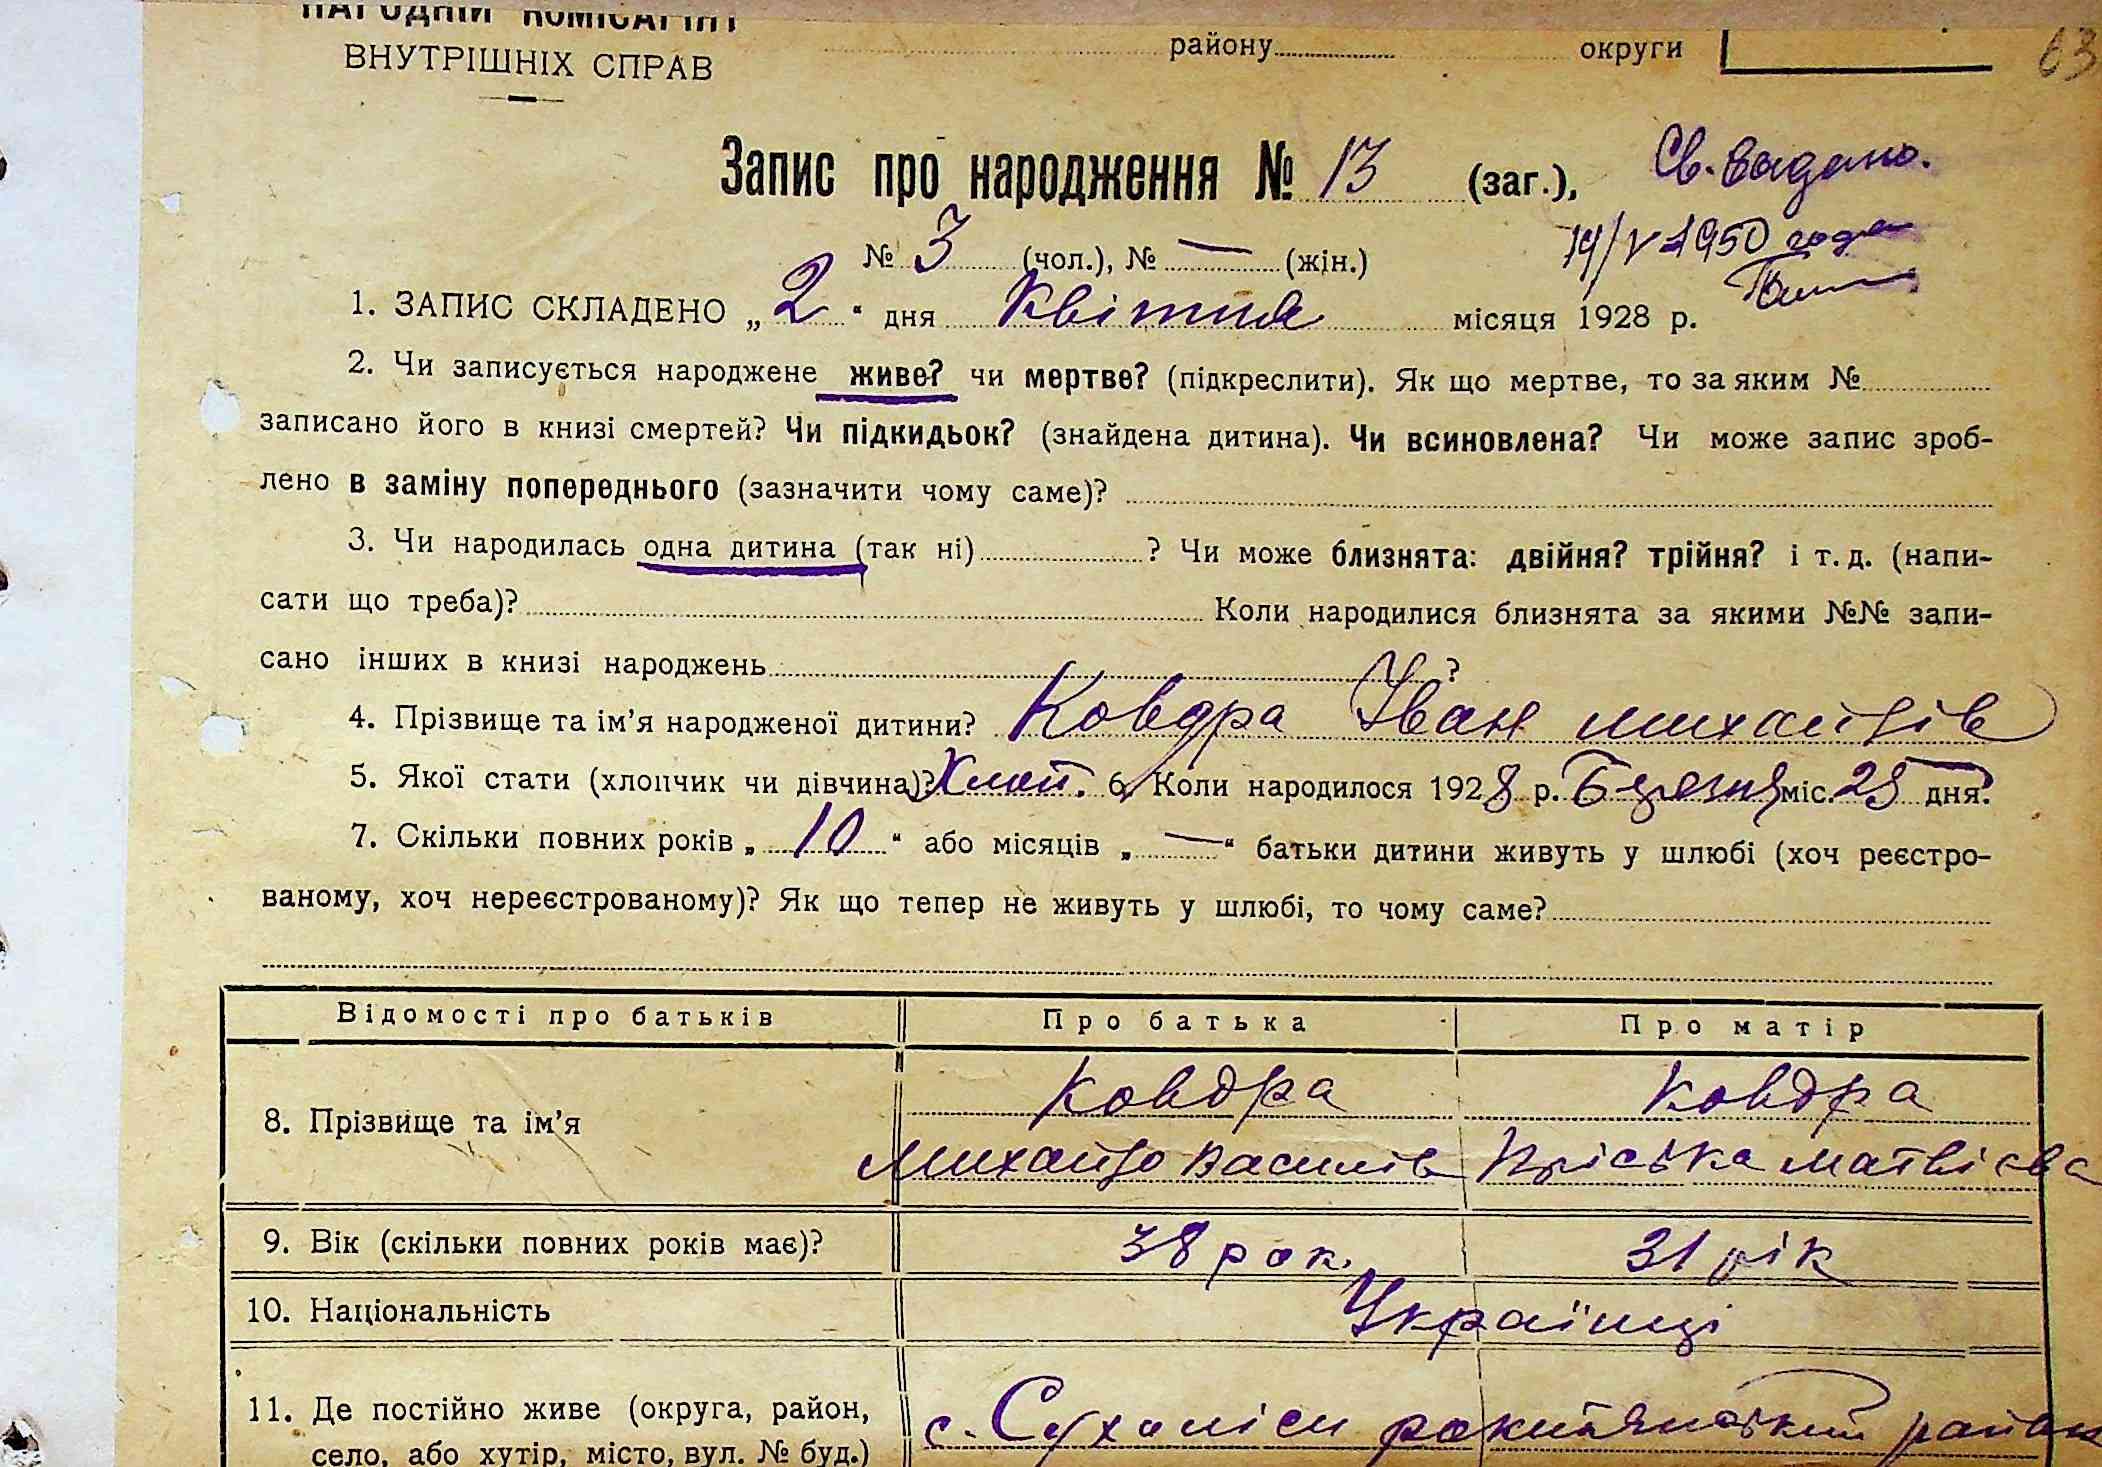 НАРОДНІЙ КОМІСАРІЯТ
ВНУТРІШНІХ СПРАВ
району округи
63
Запис про народження № 13 (заг.),
Св. видано.
№ 3 (чол.), № — (жін.)
14/V 1950 года
1. ЗАПИС СКЛАДЕНО „ 2 “ дня Квітня місяця 1928 р.
2. Чи записується народжене живе? чи мертве? (підкреслити). Як що мертве, то за яким №
записано його в книзі смертей? Чи підкидьок? (знайдена дитина). Чи всиновлена? Чи може запис зроб-
лено в заміну попереднього (зазначити чому саме)?
3. Чи народилась одна дитина (так ні) ? Чи може близнята: двійня? трійня? і т. д. (напи-
сати що треба)? Коли народилися близнята за якими №№ запи-
сано інших в книзі народжень ?
4. Прізвище та ім’я народженої дитини? Ковдра Іван Михайлів
5. Якої стати (хлопчик чи дівчина)? Хлоп. 6. Коли народилося 1928 р. Березня міс. 25 дня.
7. Скільки повних років „ 10 “ або місяців „ — “ батьки дитини живуть у шлюбі (хоч реєстро-
ваному, хоч нереєстрованому)? Як що тепер не живуть у шлюбі, то чому саме?
Відомості про батьків Про батька Про матір
8. Прізвище та ім’я Ковдра Ковдра
Михайло Василів Пріська Матвієва
9. Вік (скільки повних років має)? 38 рок. 31 рік
10. Національність Українці
11. Де постійно живе (округа, район, с. Сухоліси рокитянський район
село, або хутір, місто, вул. № буд.)